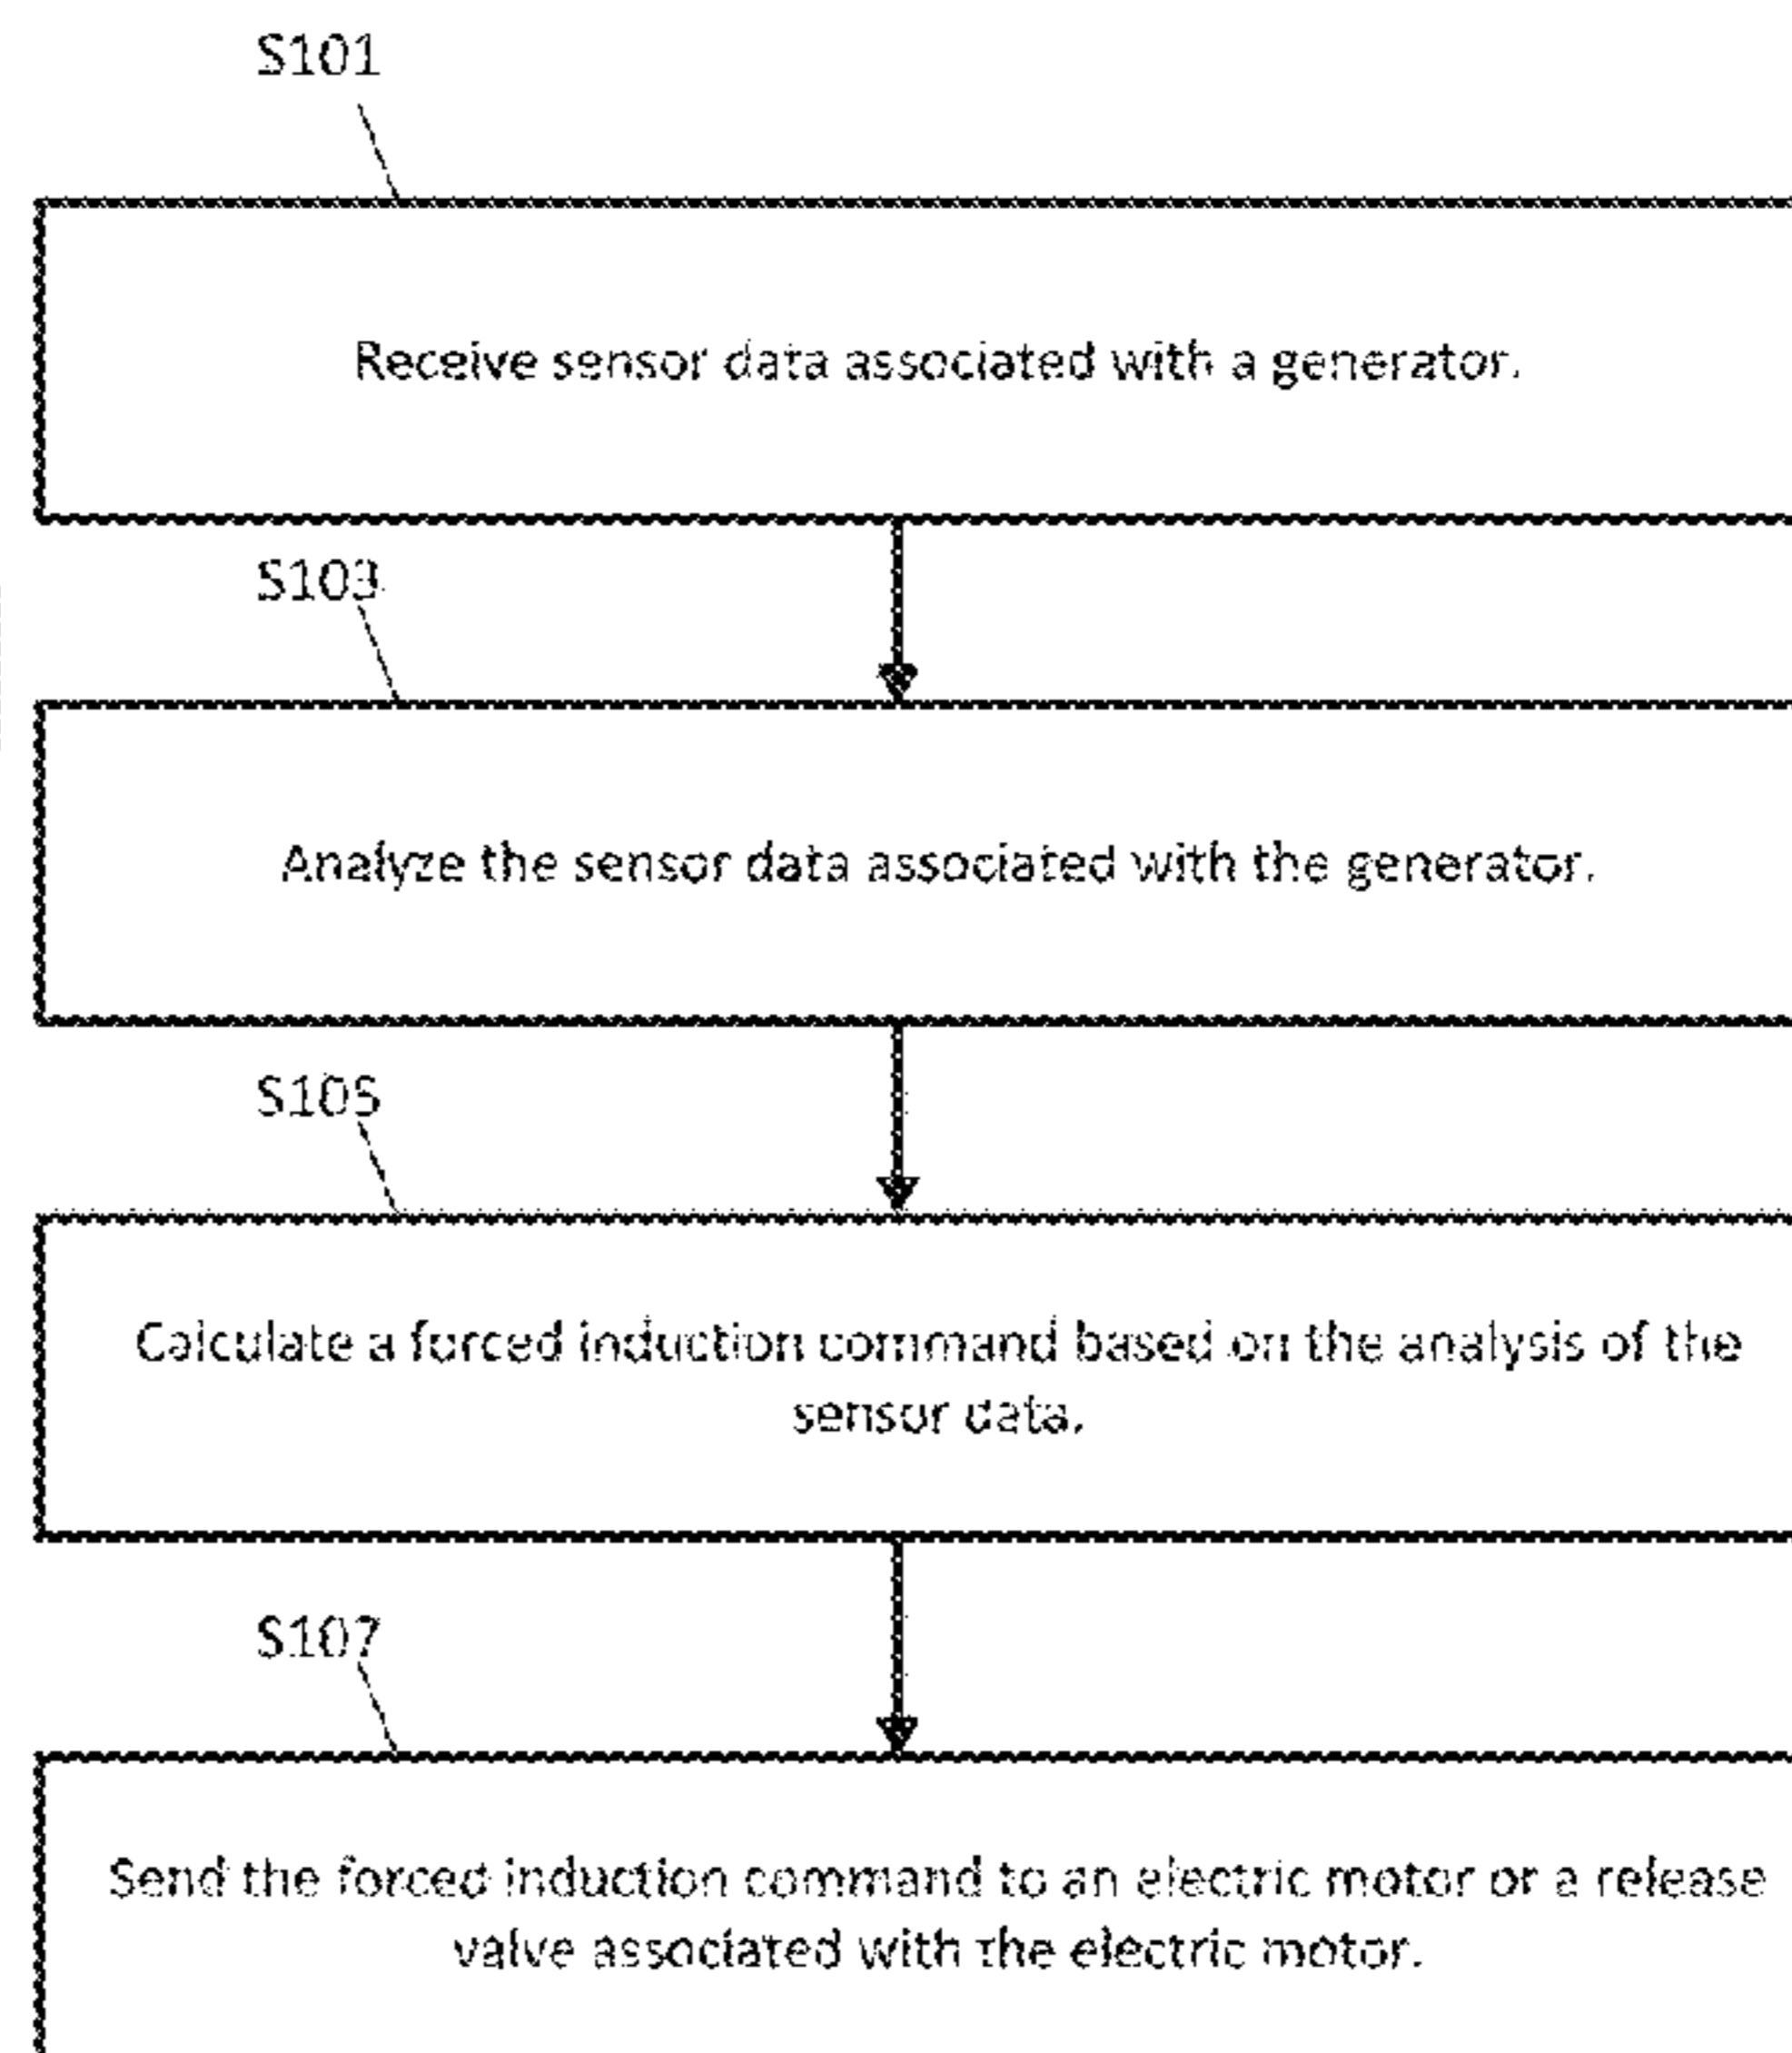 S101
Receive sensor data associated with a generator.
S103
Analyze the sensor data associated with the generator.
S105
Calculate a forced induction command based on the analysis of the
sensor data.
S107
Send the forced induction command to an electric motor or a release
valve associated with the electric motor.